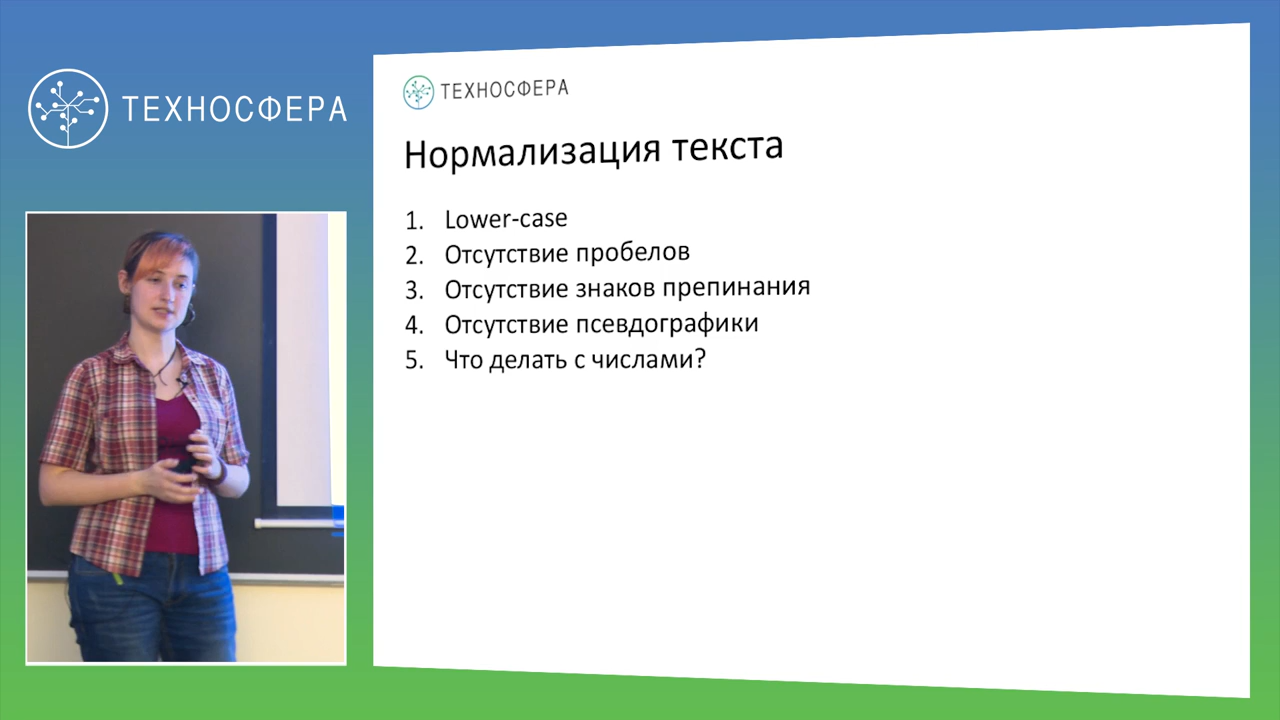 ТЕХНОСФЕРА
ТЕХНОСФЕРА
Нормализация текста
1. Lower-case
2. Отсутствие пробелов
3. Отсутствие знаков препинания
4. Отсутствие псевдографики
5. Что делать с числами?